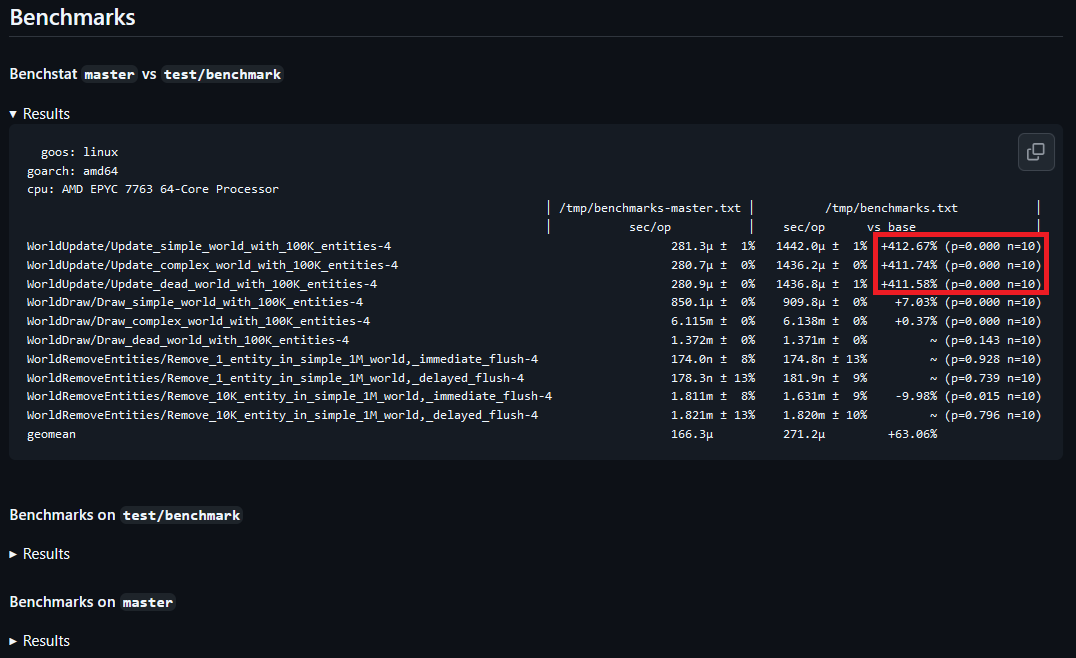 Benchmarks
Benchstat master vs test/benchmark
▼ Results
goos: linux
goarch: amd64
cpu: AMD EPYC 7763 64-Core Processor
│ /tmp/benchmarks-master.txt │ /tmp/benchmarks.txt │
│ sec/op │ sec/op vs base │
WorldUpdate/Update_simple_world_with_100K_entities-4 281.3µ ± 1% 1442.0µ ± 1% +412.67% (p=0.000 n=10)
WorldUpdate/Update_complex_world_with_100K_entities-4 280.7µ ± 0% 1436.2µ ± 0% +411.74% (p=0.000 n=10)
WorldUpdate/Update_dead_world_with_100K_entities-4 280.9µ ± 0% 1436.8µ ± 1% +411.58% (p=0.000 n=10)
WorldDraw/Draw_simple_world_with_100K_entities-4 850.1µ ± 0% 909.8µ ± 0% +7.03% (p=0.000 n=10)
WorldDraw/Draw_complex_world_with_100K_entities-4 6.115m ± 0% 6.138m ± 0% +0.37% (p=0.000 n=10)
WorldDraw/Draw_dead_world_with_100K_entities-4 1.372m ± 0% 1.371m ± 0% ~ (p=0.143 n=10)
WorldRemoveEntities/Remove_1_entity_in_simple_1M_world,_immediate_flush-4 174.0n ± 8% 174.8n ± 13% ~ (p=0.928 n=10)
WorldRemoveEntities/Remove_1_entity_in_simple_1M_world,_delayed_flush-4 178.3n ± 13% 181.9n ± 9% ~ (p=0.739 n=10)
WorldRemoveEntities/Remove_10K_entity_in_simple_1M_world,_immediate_flush-4 1.811m ± 8% 1.631m ± 9% -9.98% (p=0.015 n=10)
WorldRemoveEntities/Remove_10K_entity_in_simple_1M_world,_delayed_flush-4 1.821m ± 13% 1.820m ± 10% ~ (p=0.796 n=10)
geomean 166.3µ 271.2µ +63.06%
Benchmarks on test/benchmark
► Results
Benchmarks on master
► Results